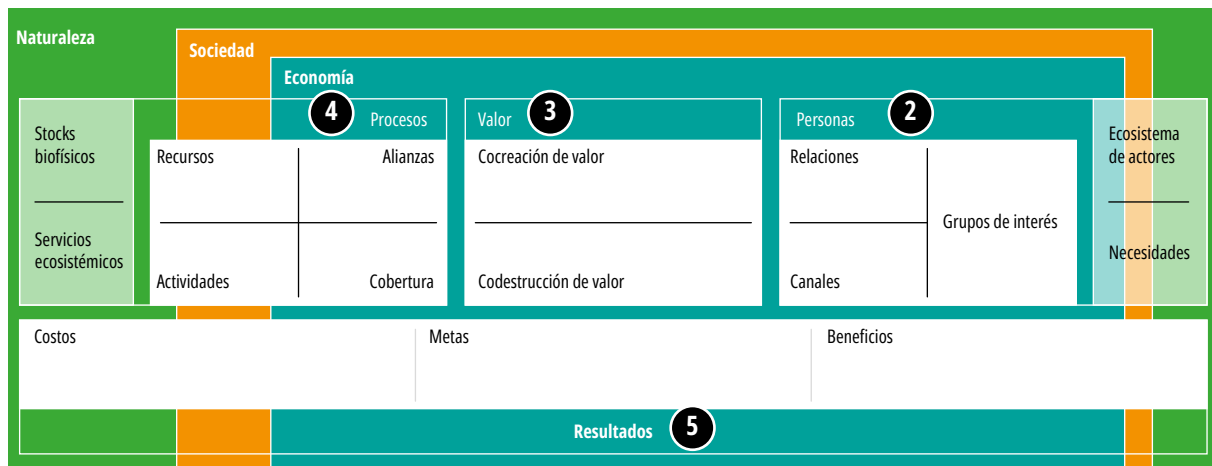 Naturaleza
Sociedad
Economía
4 Procesos
Valor 3
Personas 2
Stocks
biofísicos
Servicios
ecosistémicos
Recursos
Alianzas
Actividades
Cobertura
Cocreación de valor
Codestrucción de valor
Relaciones
Canales
Grupos de interés
Ecosistema
de actores
Necesidades
Costos
Metas
Beneficios
Resultados 5